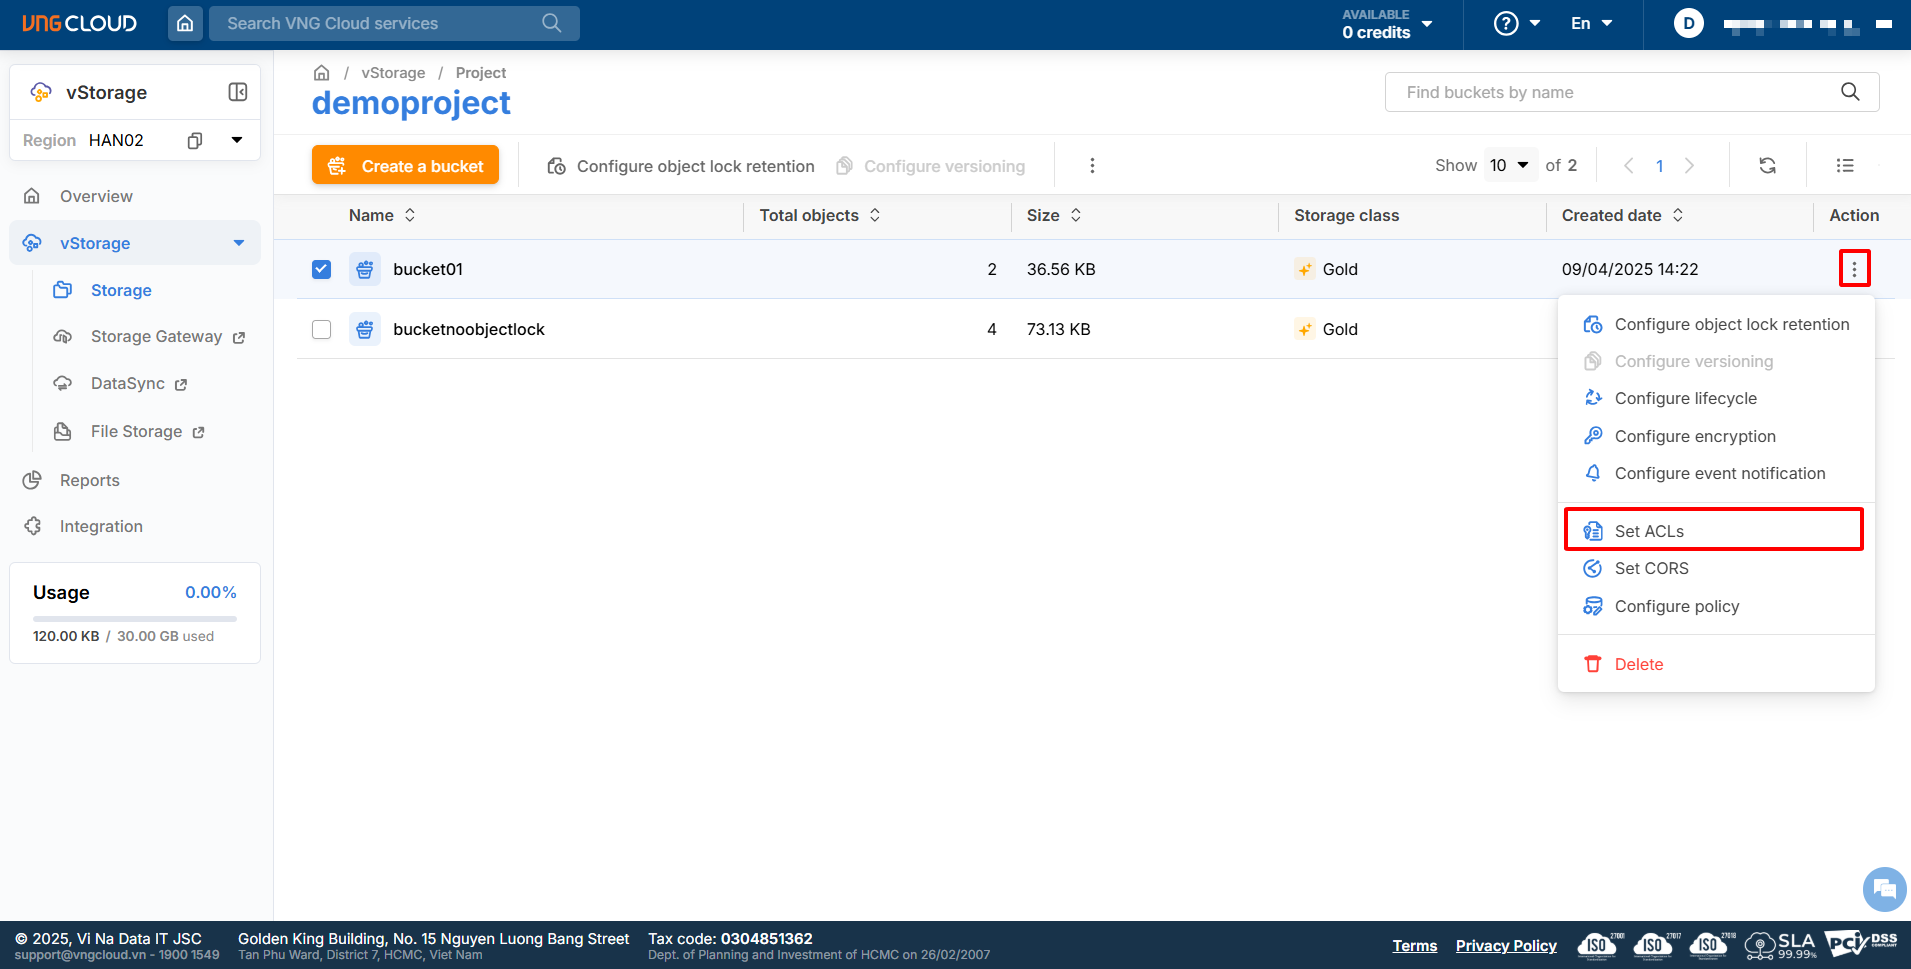 VNGCLOUD
Search VNG Cloud services
AVAILABLE
0 credits
?
En
D
vStorage
Region HAN02
Overview
vStorage
Storage
Storage Gateway
DataSync
File Storage
Reports
Integration
Usage 0.00%
120.00 KB / 30.00 GB used
/ vStorage / Project
demoproject
Find buckets by name
Create a bucket
Configure object lock retention
Configure versioning
Show 10 of 2
1
Name Total objects Size Storage class Created date Action
bucket01 2 36.56 KB Gold 09/04/2025 14:22
bucketnoobjectlock 4 73.13 KB Gold
Configure object lock retention
Configure versioning
Configure lifecycle
Configure encryption
Configure event notification
Set ACLs
Set CORS
Configure policy
Delete
© 2025, Vi Na Data IT JSC
support@vngcloud.vn - 1900 1549
Golden King Building, No. 15 Nguyen Luong Bang Street
Tan Phu Ward, District 7, HCMC, Viet Nam
Tax code: 0304851362
Dept. of Planning and Investment of HCMC on 26/02/2007
Terms
Privacy Policy
ISO 27001
ISO 27017
ISO 27018
SLA
99.99%
PCI DSS
COMPLIANT